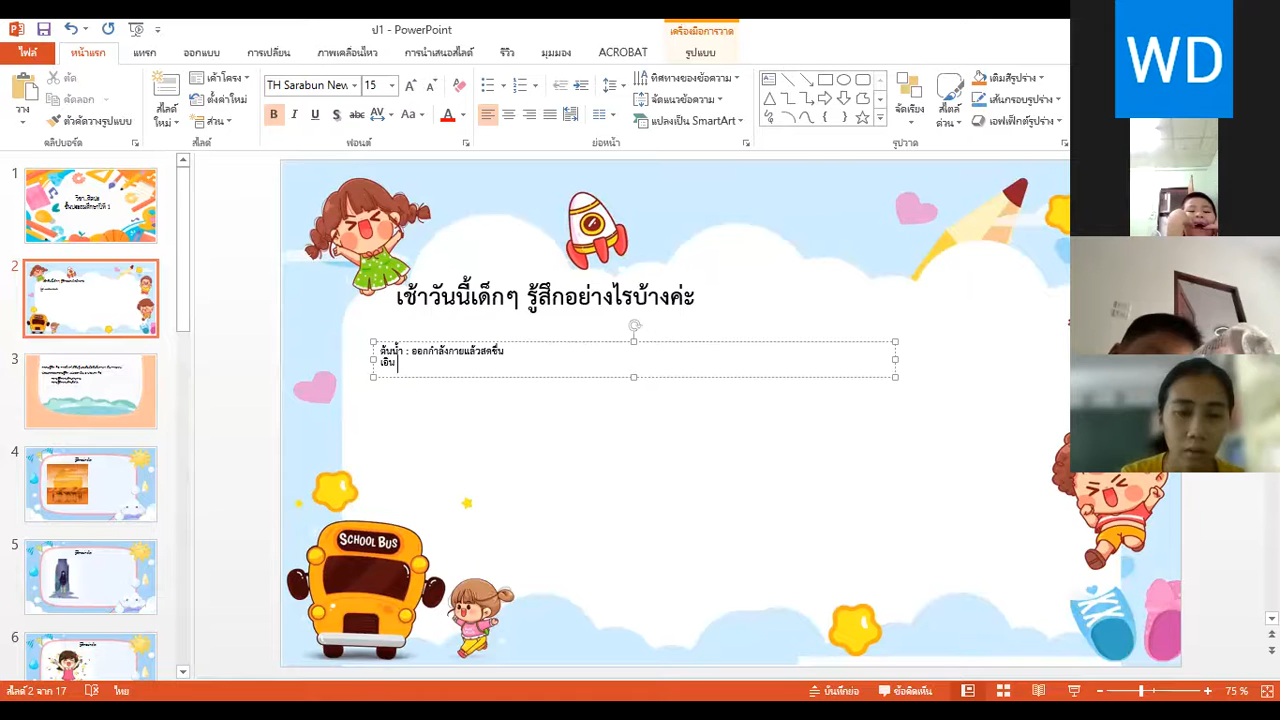 ป1 - PowerPoint
เครื่องมือการวาด
ไฟล์ หน้าแรก แทรก ออกแบบ การเปลี่ยน ภาพเคลื่อนไหว การนำเสนอสไลด์ รีวิว มุมมอง ACROBAT รูปแบบ
วาง
ตัด
คัดลอก
ตัวคัดวางรูปแบบ
คลิปบอร์ด
สไลด์ใหม่
เค้าโครง
ตั้งค่าใหม่
ส่วน
สไลด์
TH Sarabun New 15
B I U S abc AV Aa A
ฟอนต์
ทิศทางของข้อความ
จัดแนวข้อความ
แปลงเป็น SmartArt
ย่อหน้า
จัดเรียง
สไตล์ด่วน
เติมสีรูปร่าง
เส้นกรอบรูปร่าง
เอฟเฟ็กต์รูปร่าง
รูปวาด
WD
1
2
3
4
5
6
เช้าวันนี้เด็กๆ รู้สึกอย่างไรบ้างค่ะ
ต้นน้ำ : ออกกำลังกายแล้วสดชื่น
เอิน
SCHOOL BUS
สไลด์ 2 จาก 17 ไทย บันทึกย่อ ข้อคิดเห็น 75 %